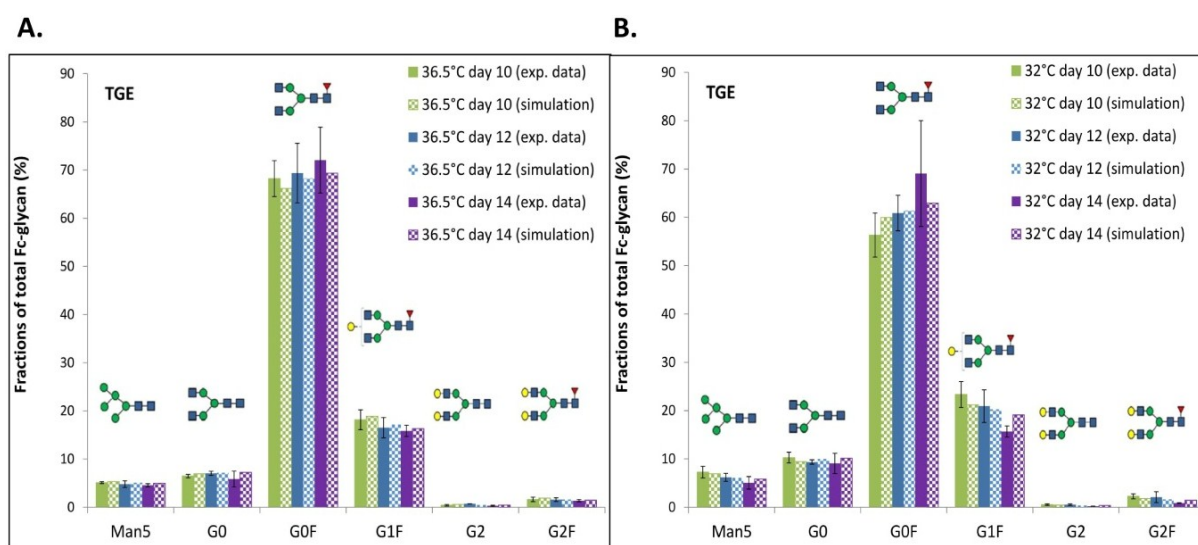 A.
Fractions of total Fc-glycan (%)
90
80
70
60
50
40
30
20
10
0
TGE
36.5°C day 10 (exp. data)
36.5°C day 10 (simulation)
36.5°C day 12 (exp. data)
36.5°C day 12 (simulation)
36.5°C day 14 (exp. data)
36.5°C day 14 (simulation)
Man5 G0 G0F G1F G2 G2F
B.
Fractions of total Fc-glycan (%)
90
80
70
60
50
40
30
20
10
0
TGE
32°C day 10 (exp. data)
32°C day 10 (simulation)
32°C day 12 (exp. data)
32°C day 12 (simulation)
32°C day 14 (exp. data)
32°C day 14 (simulation)
Man5 G0 G0F G1F G2 G2F